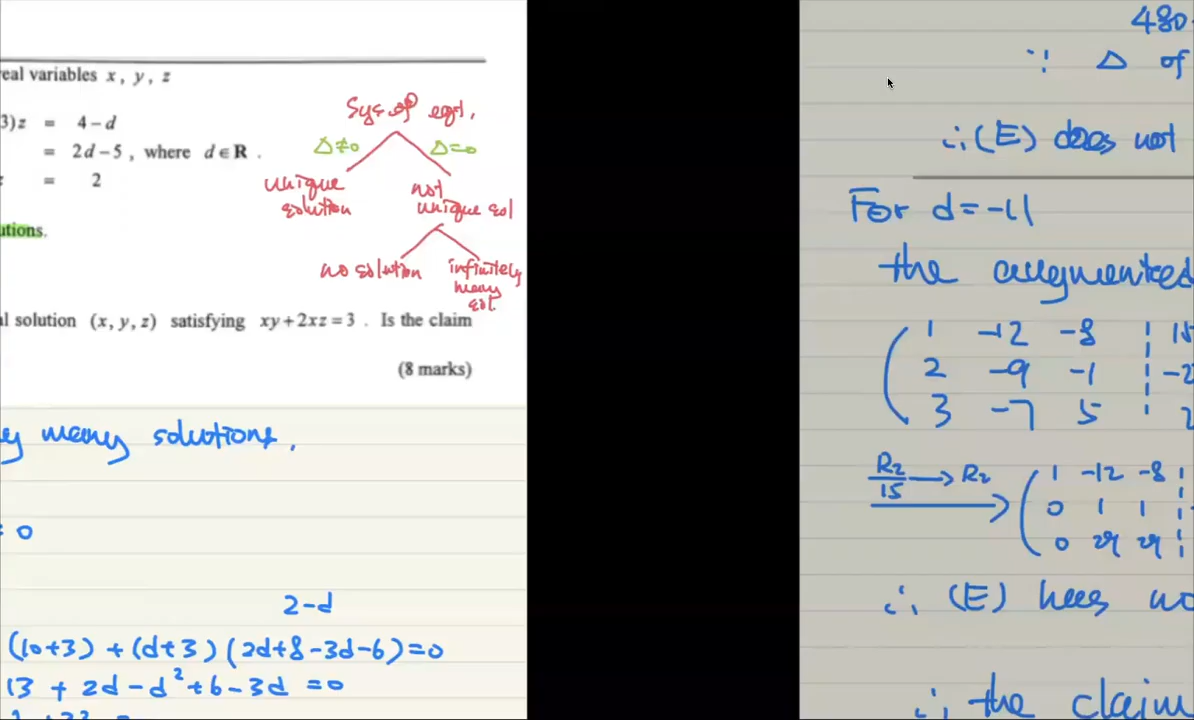 eal variables x, y, z
3)z = 4−d
= 2d−5, where d∈R.
= 2
utions.
Sys of eqt.
Δ≠0 Δ=0
unique solution
not unique sol
no solution
infinitely many sol.
l solution (x, y, z) satisfying xy+2xz=3. Is the claim
(8 marks)
y many solutions.
= 0
2-d
(10+3) + (d+3)(2d+8-3d-6)=0
13 + 2d-d²+6-3d =0
480
∵ Δ of
∴(E) does not
For d=-11
the augmented
1 -12 -8 15
2 -9 -1 -2
3 -7 5 2
R₂/15 → R₂
1 -12 -8
0 1 1
0 29 29
∴ (E) has no
∴ the claim